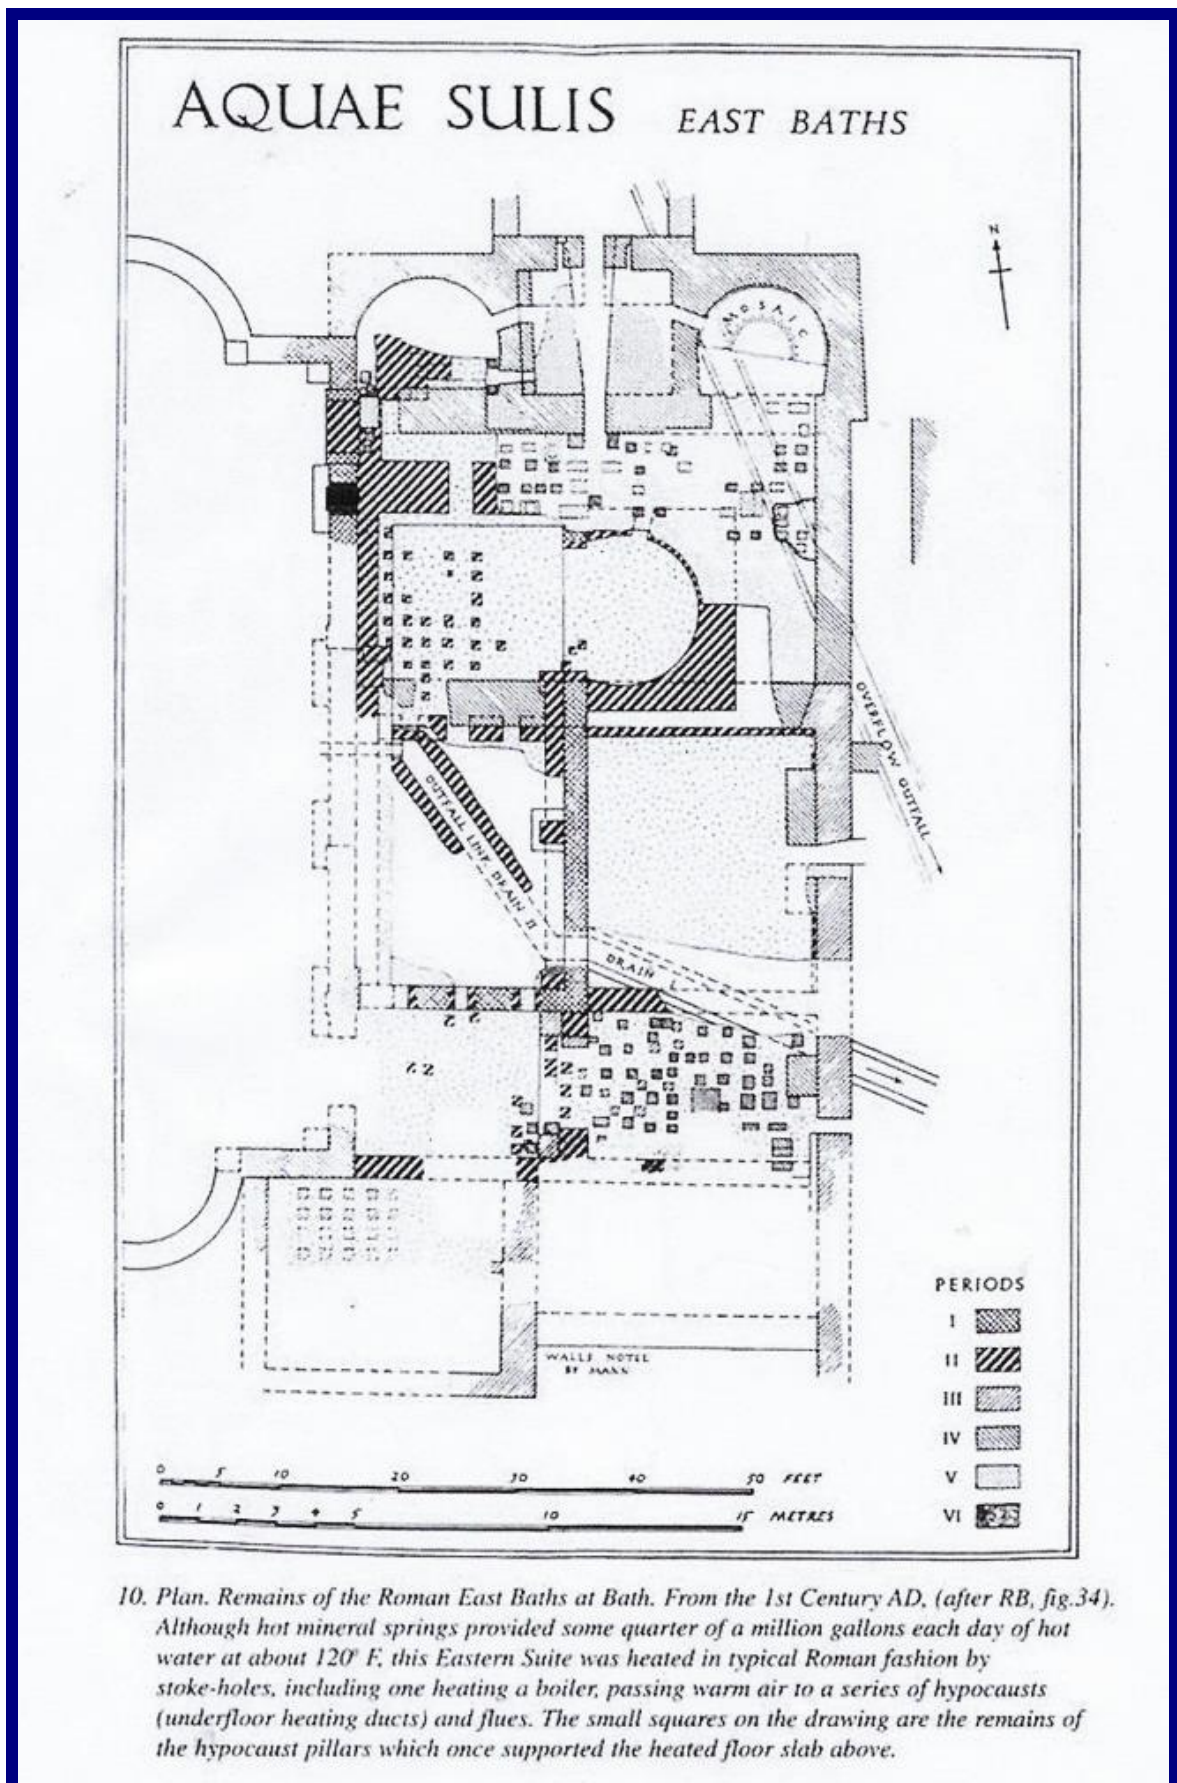 AQUAE SULIS EAST BATHS
N
MOSAIC
OVERFLOW OUTFALL
OUTFALL LINK DRAIN II
DRAIN I
WALLS NOTED
BY MANN
PERIODS
I
II
III
IV
V
VI
0 5 10 20 30 40 50 FEET
0 1 2 3 4 5 10 15 METRES
10. Plan. Remains of the Roman East Baths at Bath. From the 1st Century AD, (after RB, fig.34).
Although hot mineral springs provided some quarter of a million gallons each day of hot
water at about 120° F, this Eastern Suite was heated in typical Roman fashion by
stoke-holes, including one heating a boiler, passing warm air to a series of hypocausts
(underfloor heating ducts) and flues. The small squares on the drawing are the remains of
the hypocaust pillars which once supported the heated floor slab above.